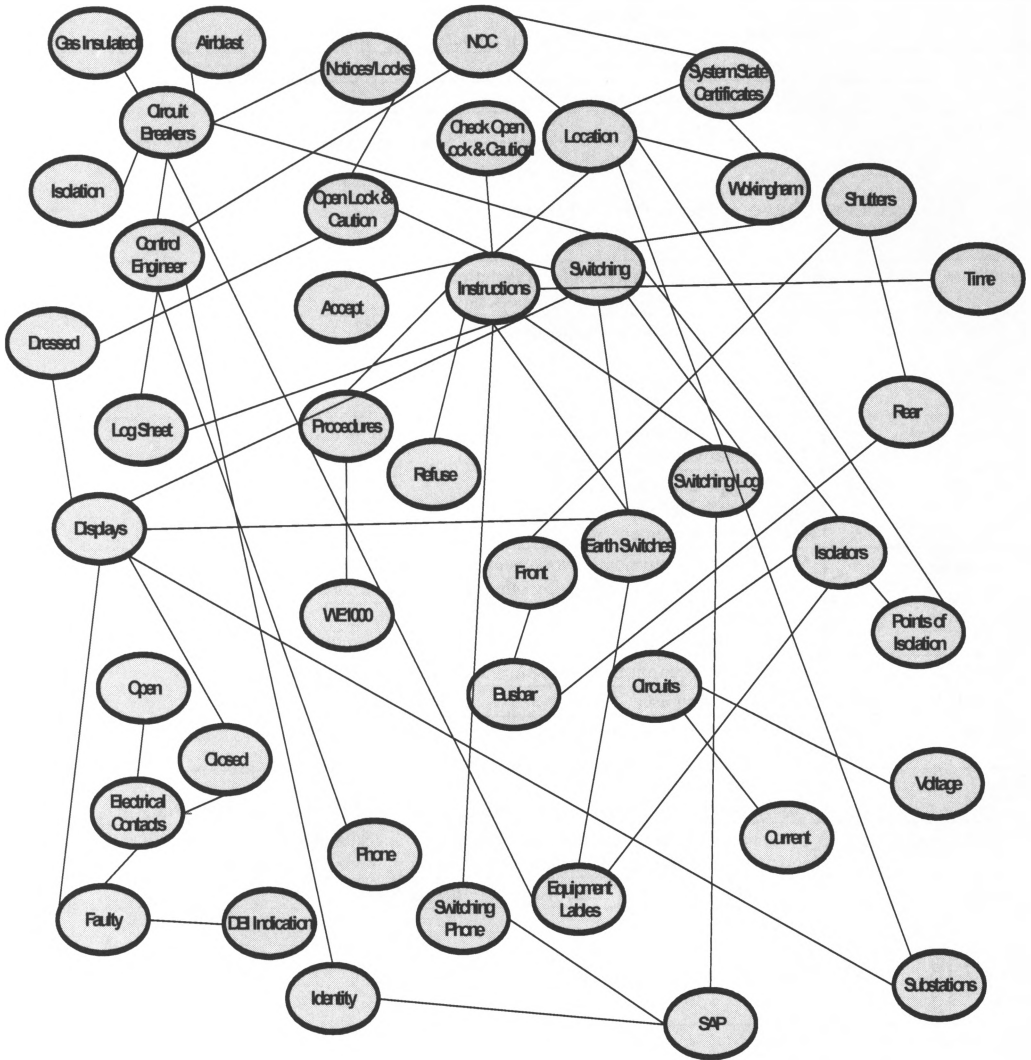 Gas Insulated
Airblast
NOC
Notices/Locks
System State
Certificates
Circuit
Breakers
Check Open
Lock & Caution
Location
Isolation
Open Lock &
Caution
Wokingham
Shutters
Control
Engineer
Switching
Instructions
Time
Accept
Dressed
Log Sheet
Procedures
Rear
Refuse
Switching Log
Displays
Earth Switches
Isolators
Front
WE1000
Points of
Isolation
Open
Busbar
Circuits
Closed
Voltage
Electrical
Contacts
Current
Phone
Equipment
Lables
Faulty
DBI Indication
Switching
Phone
Substations
Identity
SAP